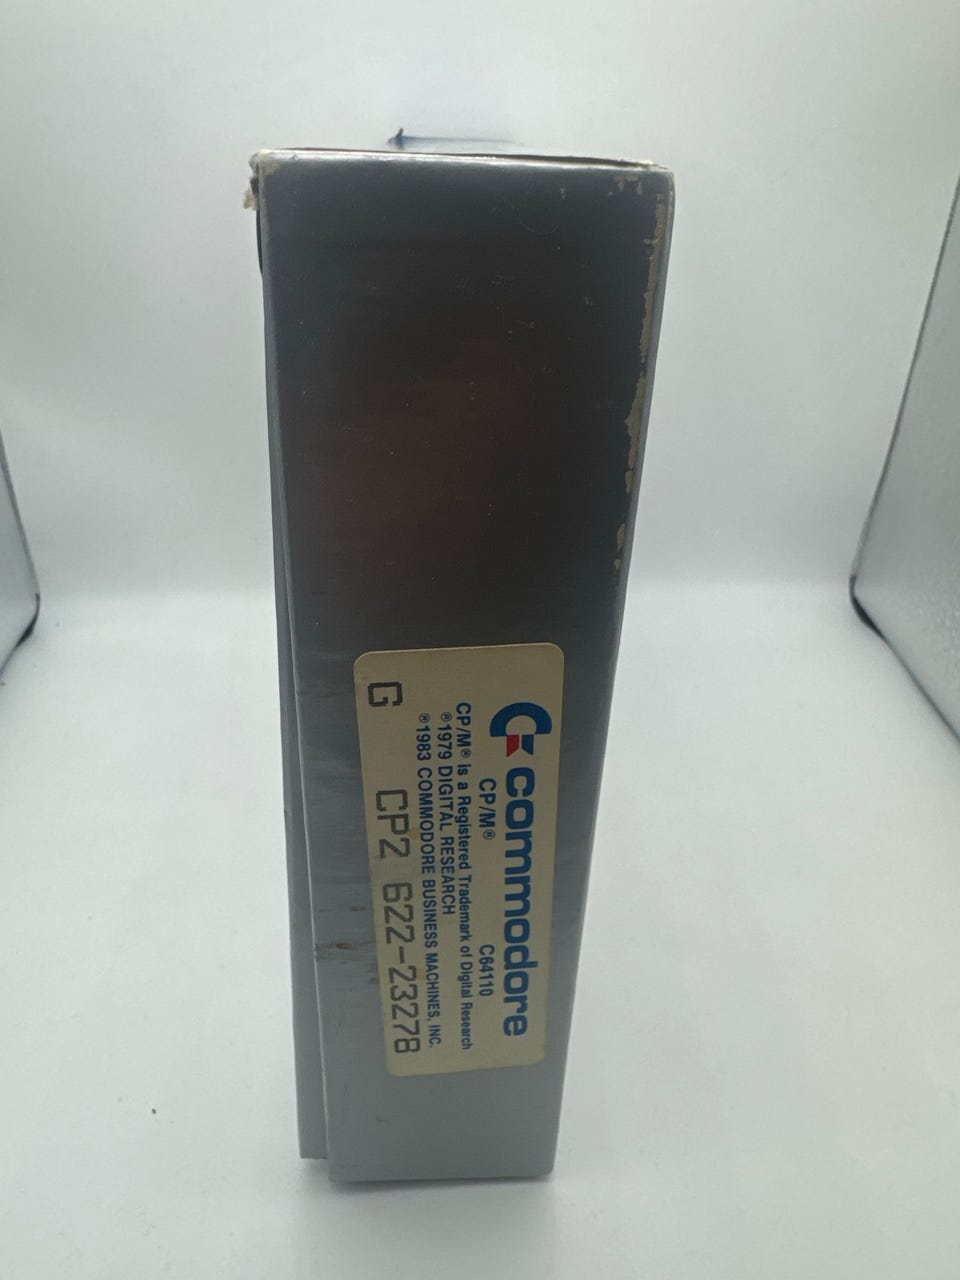 commodore
CP/M® C64110
CP/M® is a Registered Trademark of Digital Research
®1979 DIGITAL RESEARCH
®1983 COMMODORE BUSINESS MACHINES, INC.
G CP2 622-23278